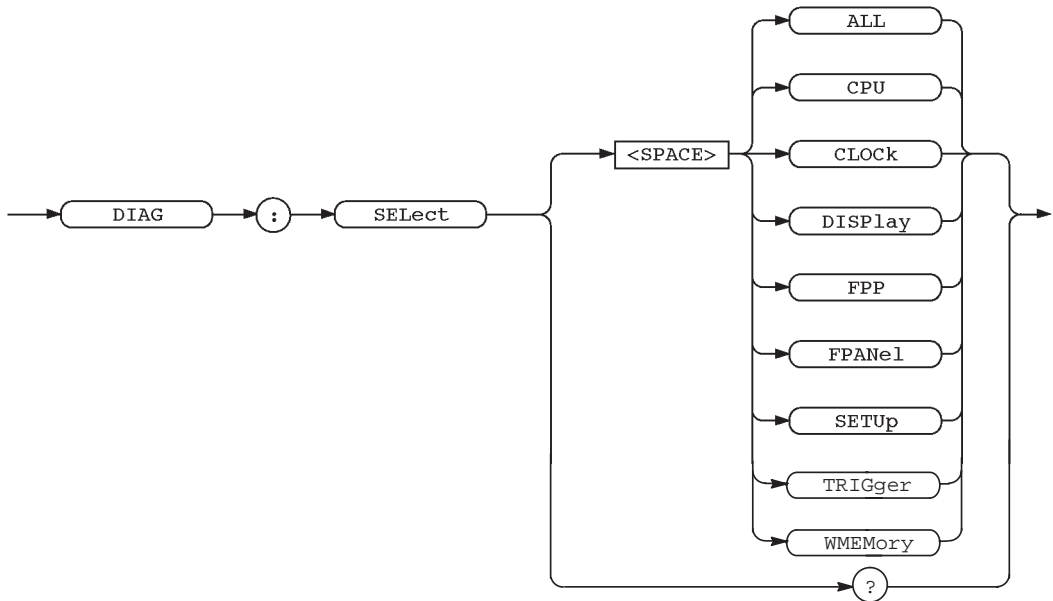 ALL
CPU
<SPACE>
CLOCk
DIAG
:
SELect
DISPlay
FPP
FPANel
SETUp
TRIGger
WMEMory
?